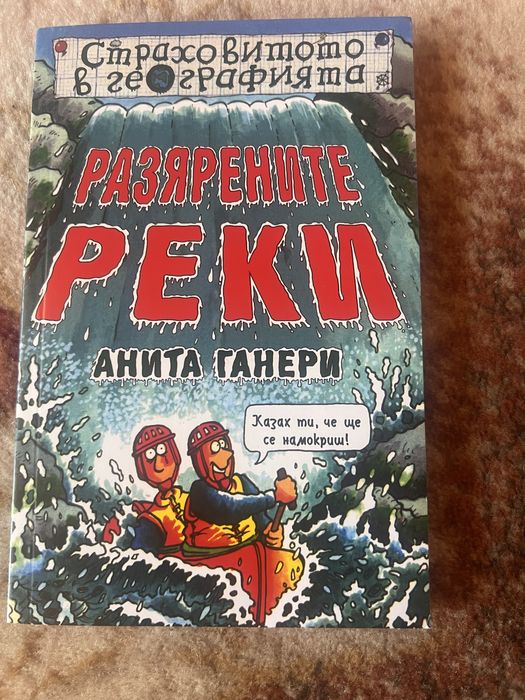 Страховитото
в географията
РАЗЯРЕНИТЕ
РЕКИ
АНИТА ГАНЕРИ
Казах ти, че ще
се намокриш!